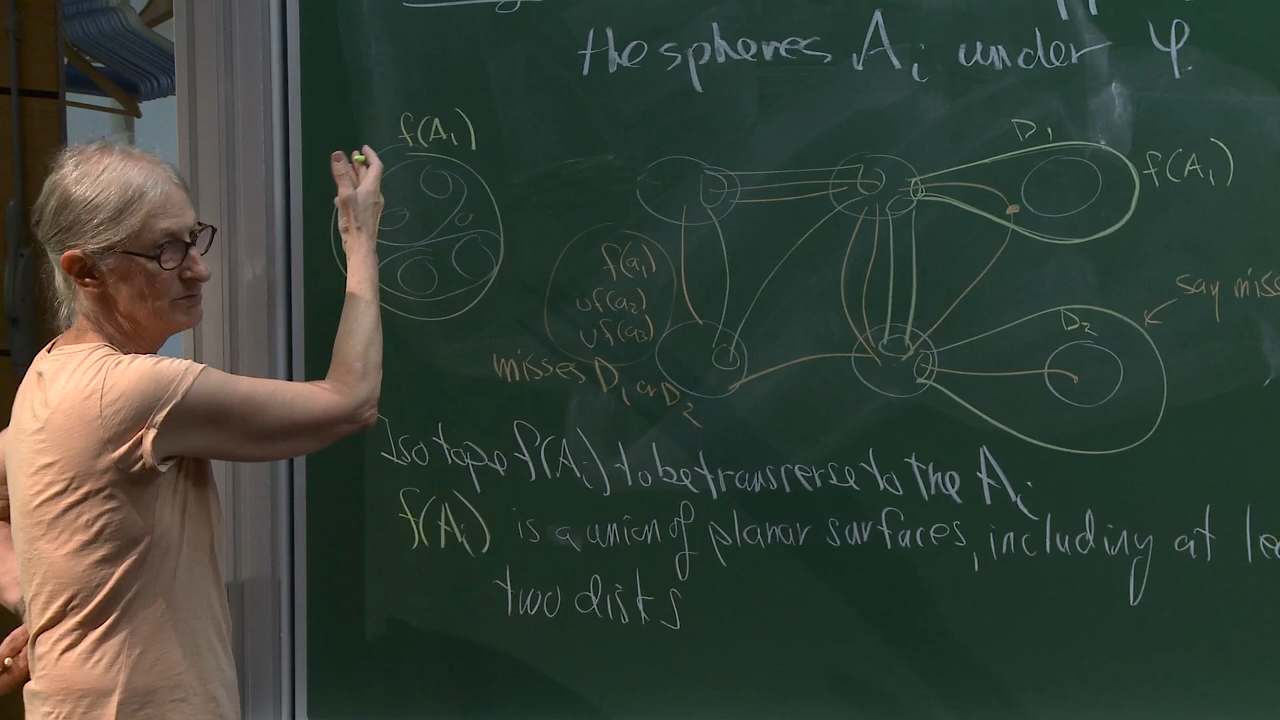 the spheres A_i under φ.
f(A_1)
D_1
f(A_1)
f(a_1)
∪f(a_2)
∪f(a_3)
misses D_1 or D_2
say miss
D_2
Isotope f(A_i) to be transverse to the A_i
f(A_i) is a union of planar surfaces, including at le
two disks